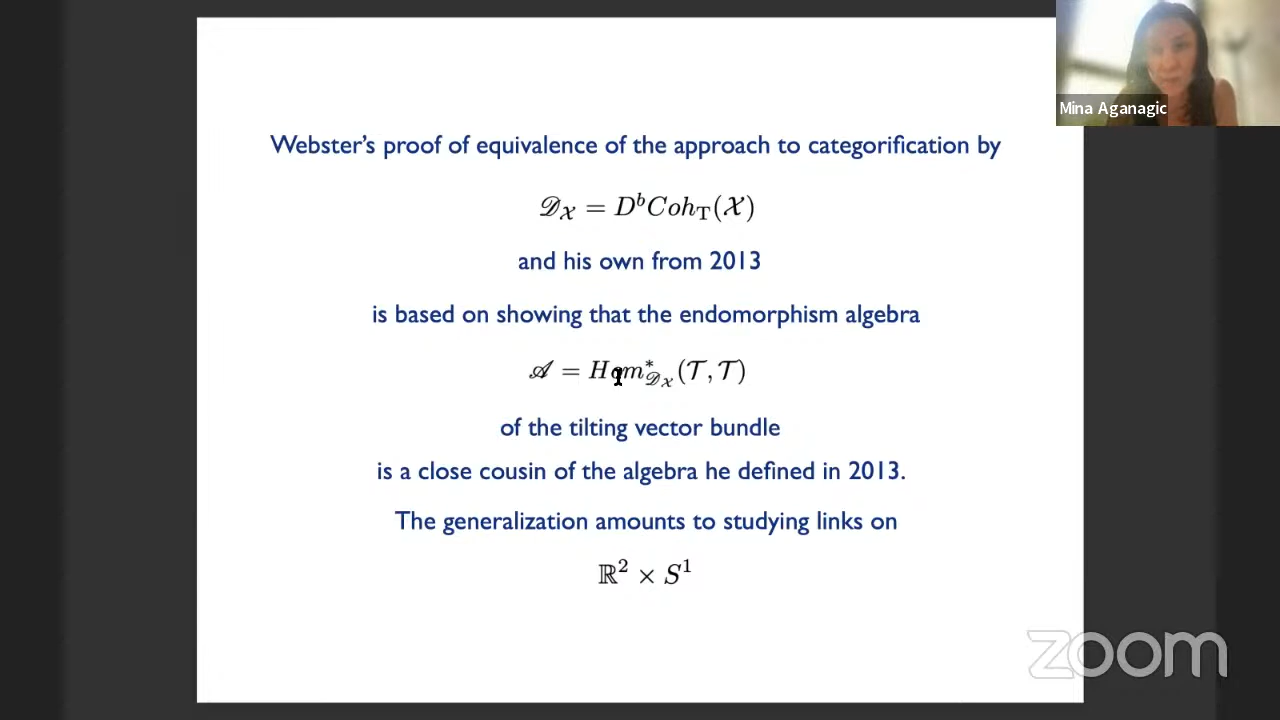 Mina Aganagic
Webster's proof of equivalence of the approach to categorification by
𝒟_𝒳 = D^b Coh_T(𝒳)
and his own from 2013
is based on showing that the endomorphism algebra
𝒜 = Hom^*_{𝒟_𝒳}(𝒯, 𝒯)
of the tilting vector bundle
is a close cousin of the algebra he defined in 2013.
The generalization amounts to studying links on
ℝ² × S¹
zoom